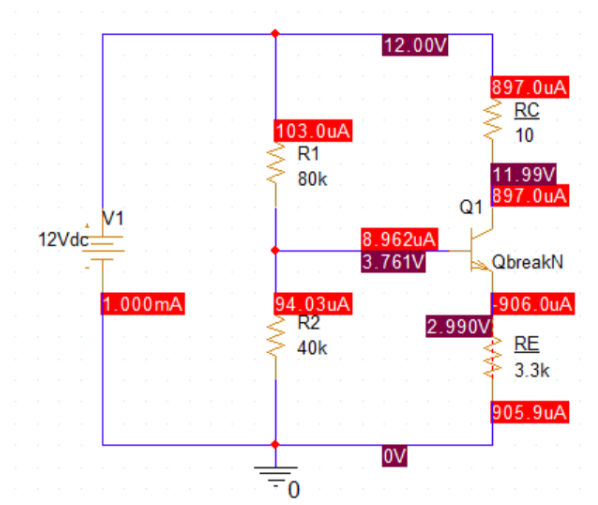 12.00V
897.0uA
RC
10
103.0uA
R1
80k
11.99V
897.0uA
Q1
V1
12Vdc
8.962uA
3.761V
QbreakN
1.000mA
94.03uA
R2
40k
-906.0uA
2.990V
RE
3.3k
905.9uA
0V
0